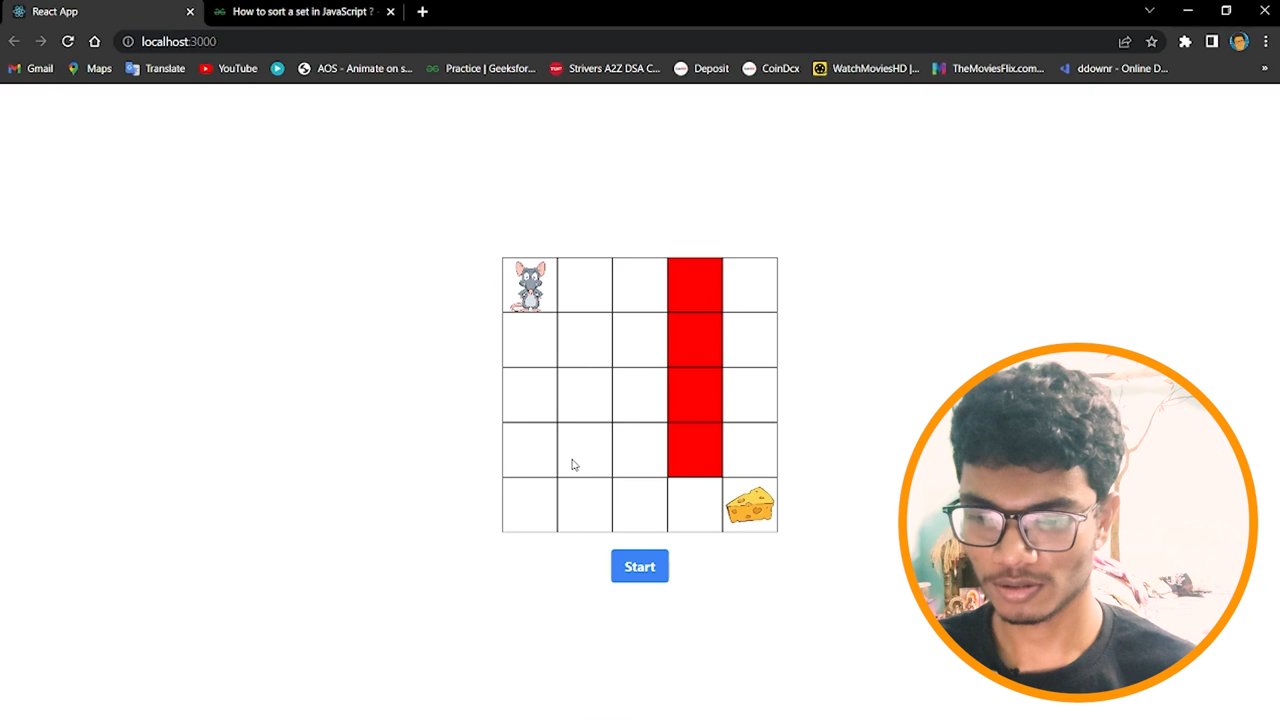 React App
How to sort a set in JavaScript ?
localhost:3000
Gmail
Maps
Translate
YouTube
AOS - Animate on s...
Practice | Geeksfor...
Strivers A2Z DSA C...
Deposit
CoinDcx
WatchMoviesHD |...
TheMoviesFlix.com...
ddownr - Online D...
»
Start